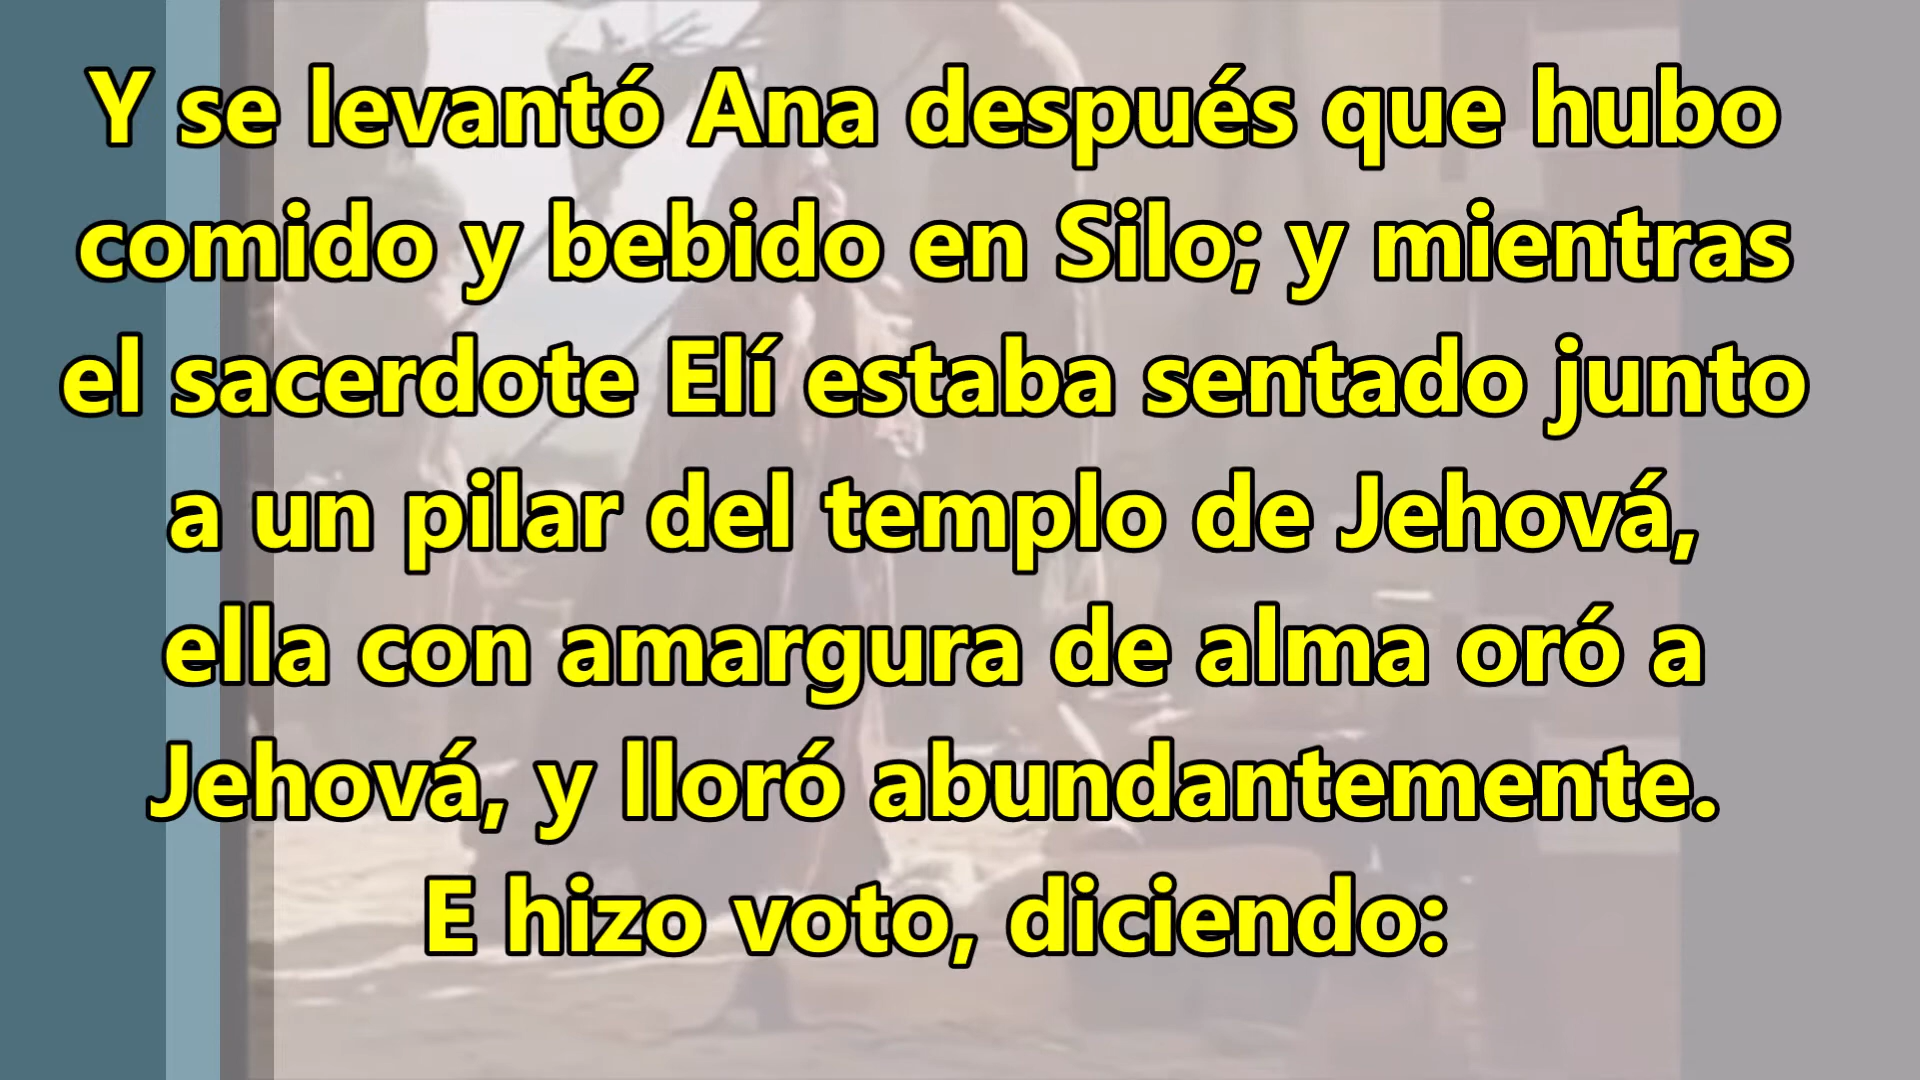 Y se levantó Ana después que hubo
comido y bebido en Silo; y mientras
el sacerdote Elí estaba sentado junto
a un pilar del templo de Jehová,
ella con amargura de alma oró a
Jehová, y lloró abundantemente.
E hizo voto, diciendo: